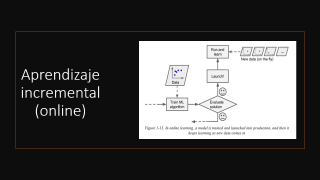 Aprendizaje
incremental
(online)
Run and
learn
New data (on the fly)
Launch!
Data
Train ML
algorithm
Evaluate
solution
Figure 1-13. In online learning, a model is trained and launched into production, and then it
keeps learning as new data comes in